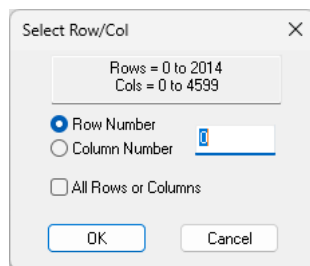 Select Row/Col
Rows = 0 to 2014
Cols = 0 to 4599
Row Number
Column Number
0
All Rows or Columns
OK
Cancel